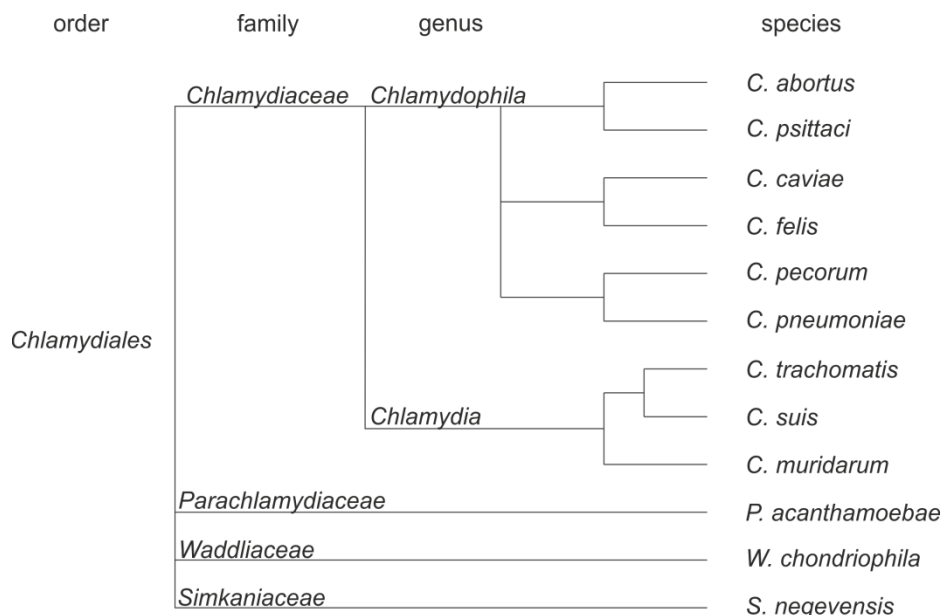 order family genus species
C. abortus
Chlamydiaceae Chlamydophila
C. psittaci
C. caviae
C. felis
C. pecorum
C. pneumoniae
Chlamydiales
C. trachomatis
Chlamydia C. suis
C. muridarum
Parachlamydiaceae P. acanthamoebae
Waddliaceae W. chondriophila
Simkaniaceae S. negevensis